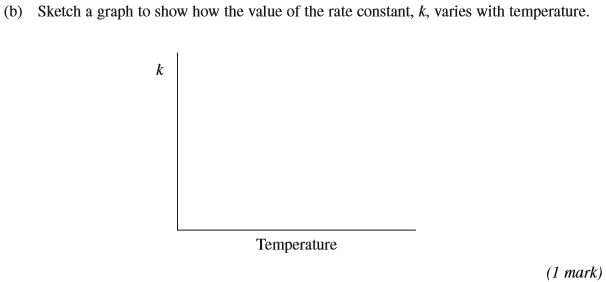 (b) Sketch a graph to show how the value of the rate constant, k, varies with temperature.
k
Temperature
(1 mark)